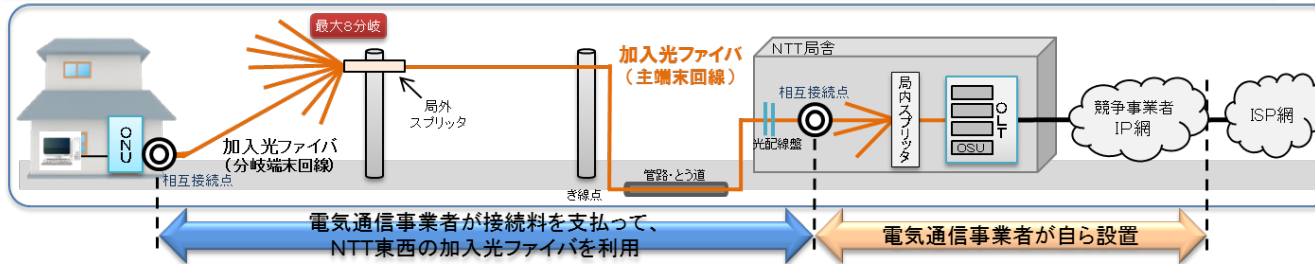 最大8分岐
局外
スプリッタ
加入光ファイバ
(主端末回線)
NTT局舎
相互接続点
局内スプリッタ
OLT
OSU
光配線盤
競争事業者
IP網
ISP網
ONU
加入光ファイバ
(分岐端末回線)
相互接続点
き線点
管路・とう道
電気通信事業者が接続料を支払って、
NTT東西の加入光ファイバを利用
電気通信事業者が自ら設置